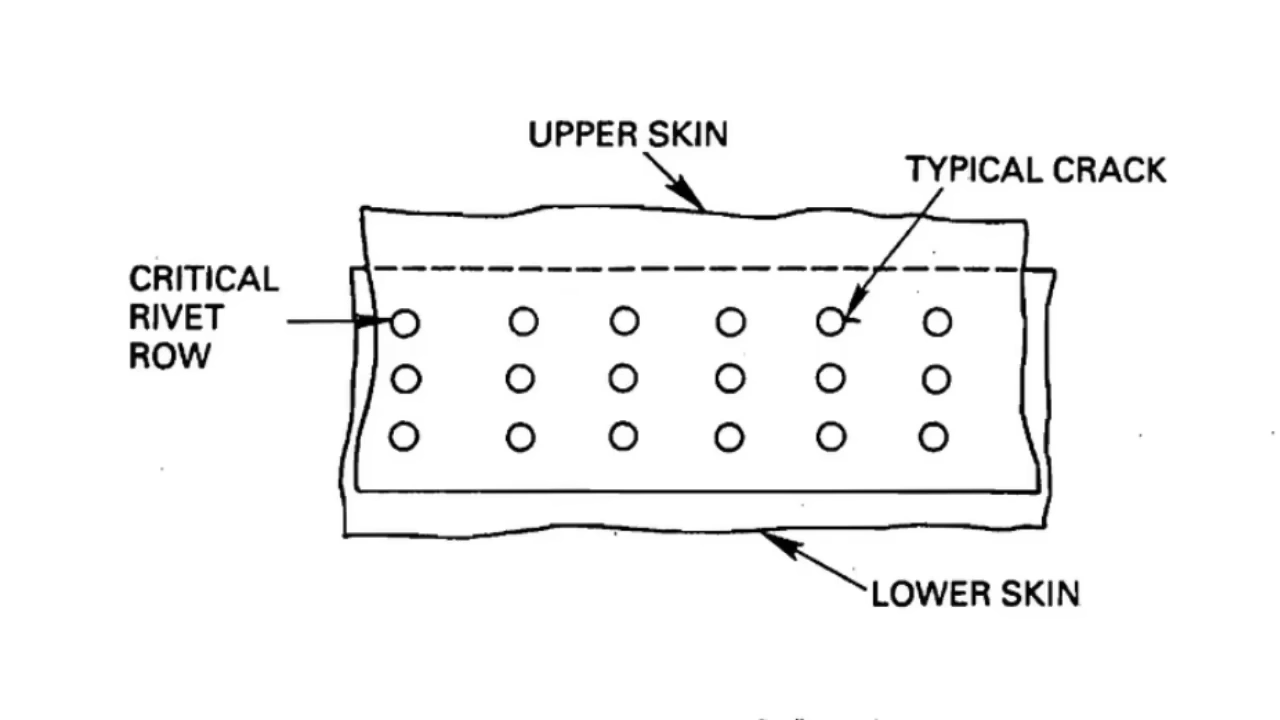 UPPER SKIN
TYPICAL CRACK
CRITICAL
RIVET
ROW
LOWER SKIN